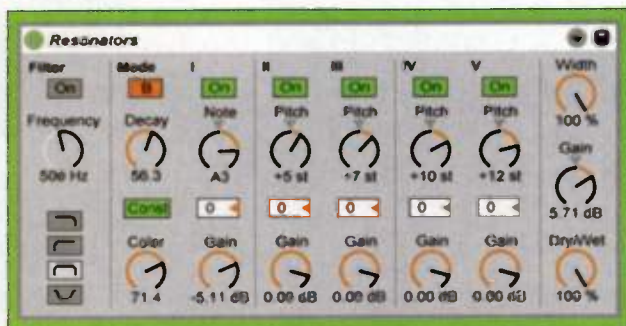 Resonators
Filter Mode I II III IV V Width
On B On On On On On
Frequency Decay Note Pitch Pitch Pitch Pitch 100 %
Gain
500 Hz 56.3 A3 +5 st +7 st +10 st +12 st
Const 0 0 0 0 0 5.71 dB
Color Gain Gain Gain Gain Gain Dry/Wet
71.4 -5.11 dB 0.00 dB 0.00 dB 0.00 dB 0.00 dB 100 %